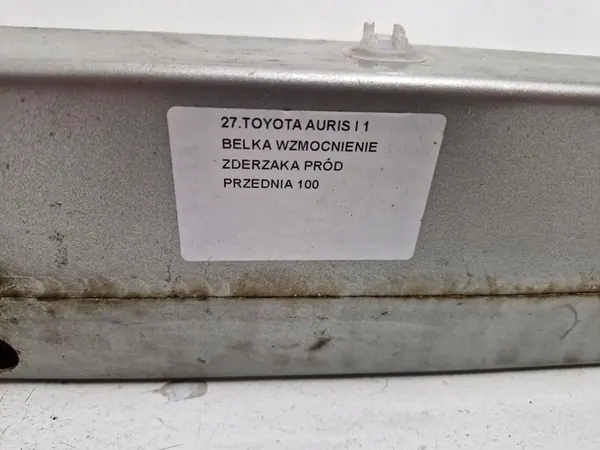 27.TOYOTA AURIS I 1
BELKA WZMOCNIENIE
ZDERZAKA PRÓD
PRZEDNIA 100